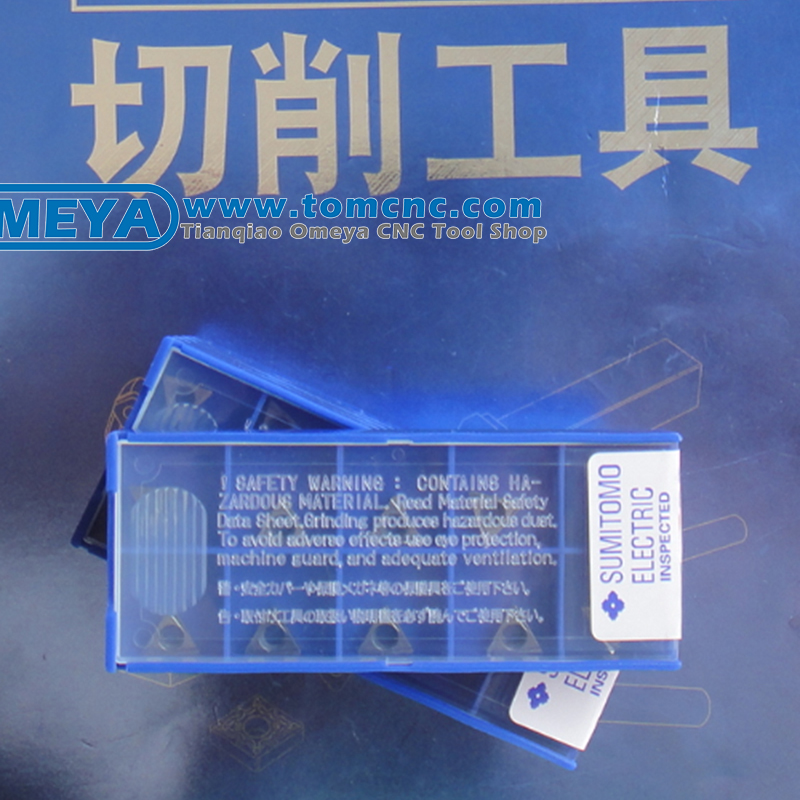 切削工具
MEYA
www.tomcnc.com
Tianqiao Omeya CNC Tool Shop
! SAFETY WARNING : CONTAINS HA-
ZARDOUS MATERIAL. Read Material Safety
Data Sheet. Grinding produces hazardous dust.
To avoid adverse effects use eye projection,
machine guard, and adequate ventilation.
SUMITOMO
ELECTRIC
INSPECTED